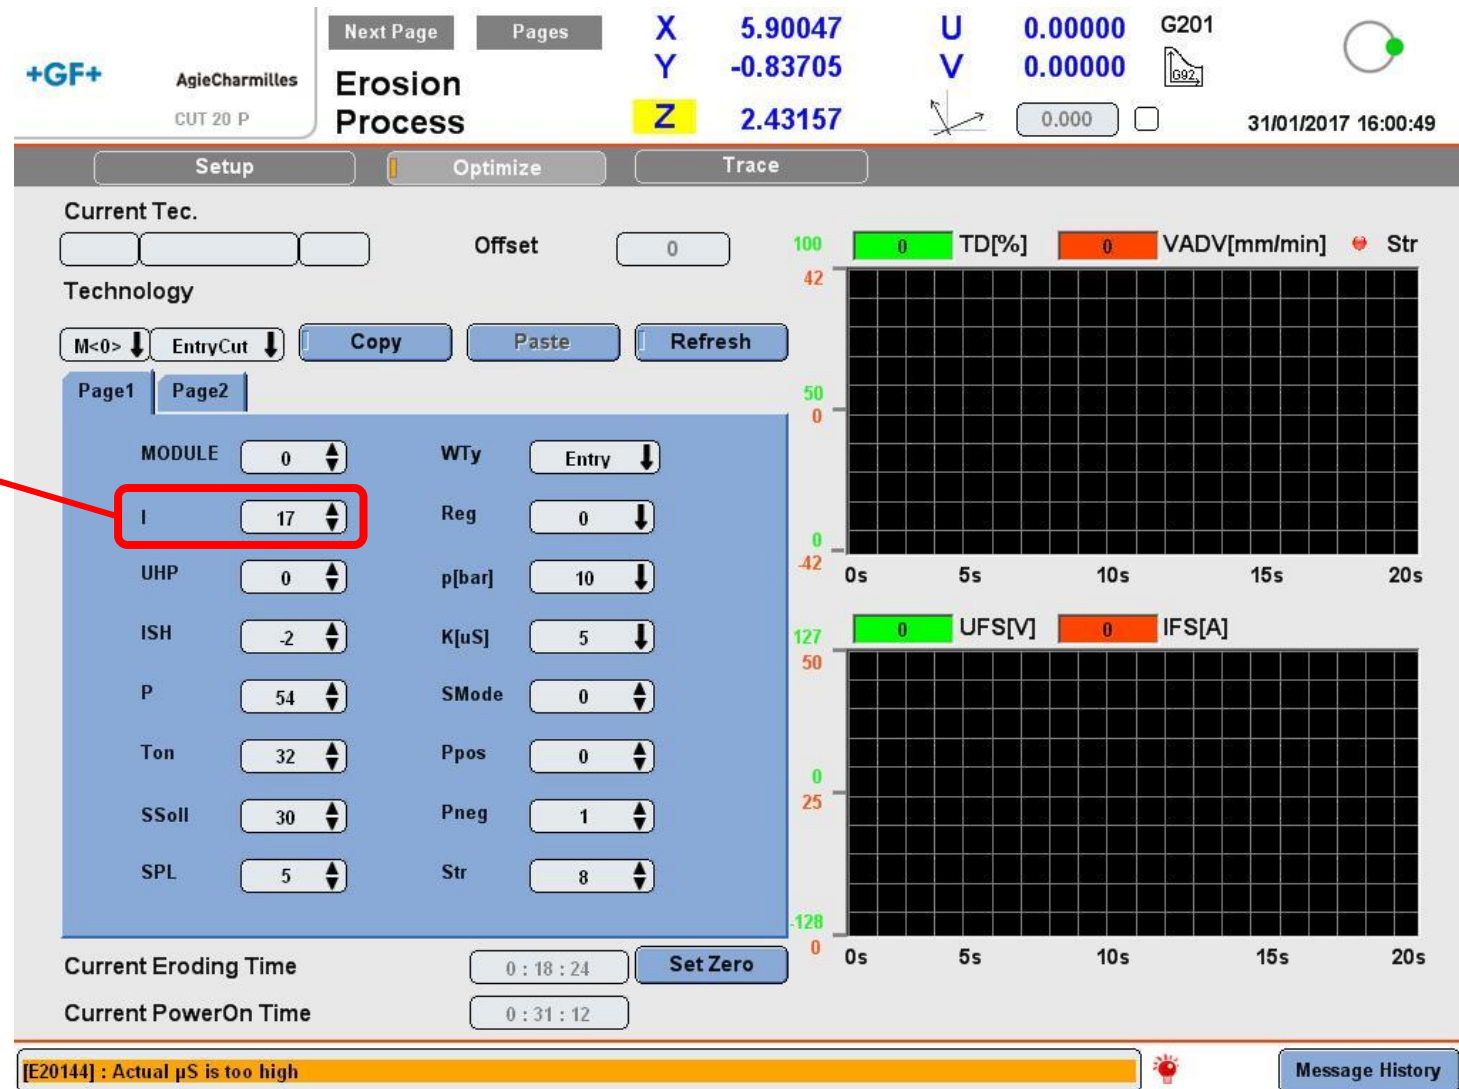 Next Page Pages X 5.90047 U 0.00000 G201
+GF+ AgieCharmilles Erosion Process Y -0.83705 V 0.00000 G92
CUT 20 P Z 2.43157 0.000 31/01/2017 16:00:49
Setup Optimize Trace
Current Tec.
Offset 0
Technology
M<0> EntryCut Copy Paste Refresh
Page1 Page2
MODULE 0 WTy Entry
I 17 Reg 0
UHP 0 p[bar] 10
ISH -2 K[uS] 5
P 54 SMode 0
Ton 32 Ppos 0
SSoll 30 Pneg 1
SPL 5 Str 8
Current Eroding Time 0 : 18 : 24 Set Zero
Current PowerOn Time 0 : 31 : 12
100 0 TD[%] 0 VADV[mm/min] Str
42
50
0
0
-42
0s 5s 10s 15s 20s
127 0 UFS[V] 0 IFS[A]
50
0
25
-128
0
0s 5s 10s 15s 20s
[E20144] : Actual µS is too high Message History